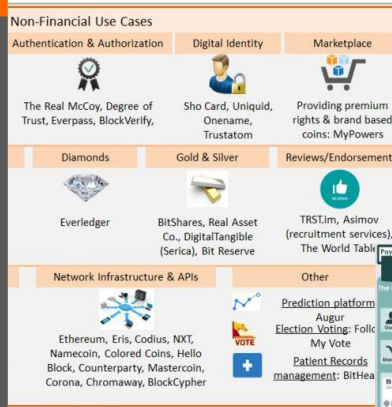 Non-Financial Use Cases
Authentication & Authorization
Digital Identity
Marketplace
The Real McCoy, Degree of
Trust, Everpass, BlockVerify,
Sho Card, Uniquid,
Onename,
Trustatom
Providing premium
rights & brand based
coins: MyPowers
Diamonds
Gold & Silver
Reviews/Endorsement
Everledger
BitShares, Real Asset
Co., DigitalTangible
(Serica), Bit Reserve
TRST.im, Asimov
(recruitment services),
The World Table
Network Infrastructure & APIs
Other
Ethereum, Eris, Codius, NXT,
Namecoin, Colored Coins, Hello
Block, Counterparty, Mastercoin,
Corona, Chromaway, BlockCypher
Prediction platform
Augur
VOTE
Election Voting: Follo
My Vote
Patient Records
management: BitHea
Pay
The